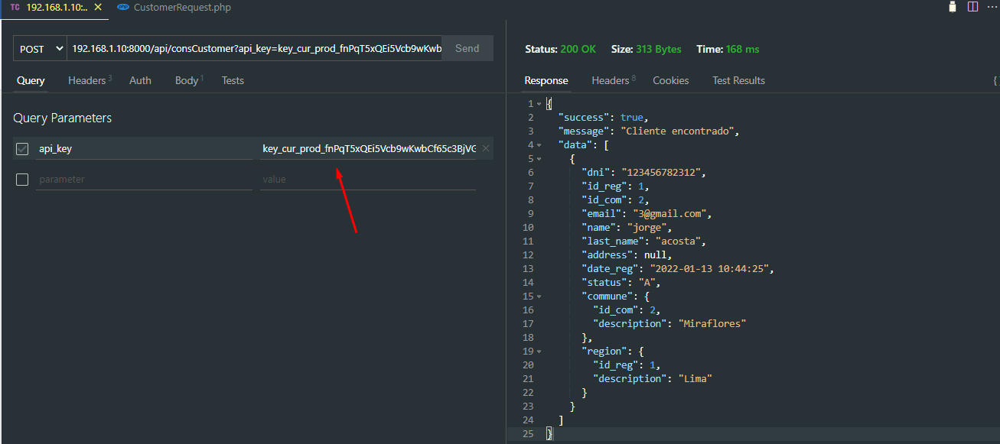 TC 192.168.1.10:.. × php CustomerRequest.php
POST 192.168.1.10:8000/api/consCustomer?api_key=key_cur_prod_fnPqT5xQEi5Vcb9wKwb Send
Query Headers 3 Auth Body 1 Tests
Query Parameters
api_key key_cur_prod_fnPqT5xQEi5Vcb9wKwbCf65c3BjVG
parameter value
Status: 200 OK Size: 313 Bytes Time: 168 ms
Response Headers 8 Cookies Test Results {
1 {
2 "success": true,
3 "message": "Cliente encontrado",
4 "data": [
5 {
6 "dni": "123456782312",
7 "id_reg": 1,
8 "id_com": 2,
9 "email": "3@gmail.com",
10 "name": "jorge",
11 "last_name": "acosta",
12 "address": null,
13 "date_reg": "2022-01-13 10:44:25",
14 "status": "A",
15 "commune": {
16 "id_com": 2,
17 "description": "Miraflores"
18 },
19 "region": {
20 "id_reg": 1,
21 "description": "Lima"
22 }
23 }
24 ]
25 }